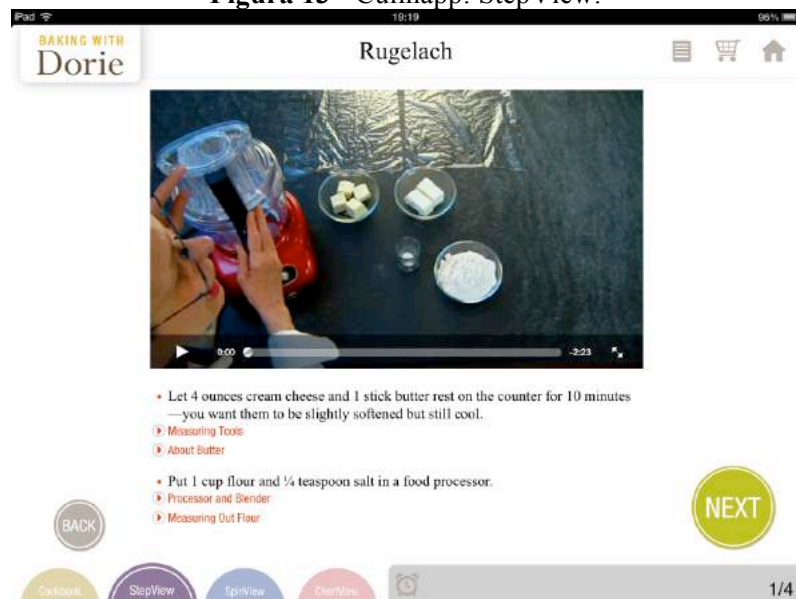 Figura 13 - Culinapp: StepView.
iPad 19:19 96%
BAKING WITH
Dorie
Rugelach
0:00 -2:23
• Let 4 ounces cream cheese and 1 stick butter rest on the counter for 10 minutes
—you want them to be slightly softened but still cool.
Measuring Tools
About Butter
• Put 1 cup flour and ¼ teaspoon salt in a food processor.
Processor and Blender
Measuring Out Flour
BACK
NEXT
Cookbook StepView SpinView ChartView
1/4